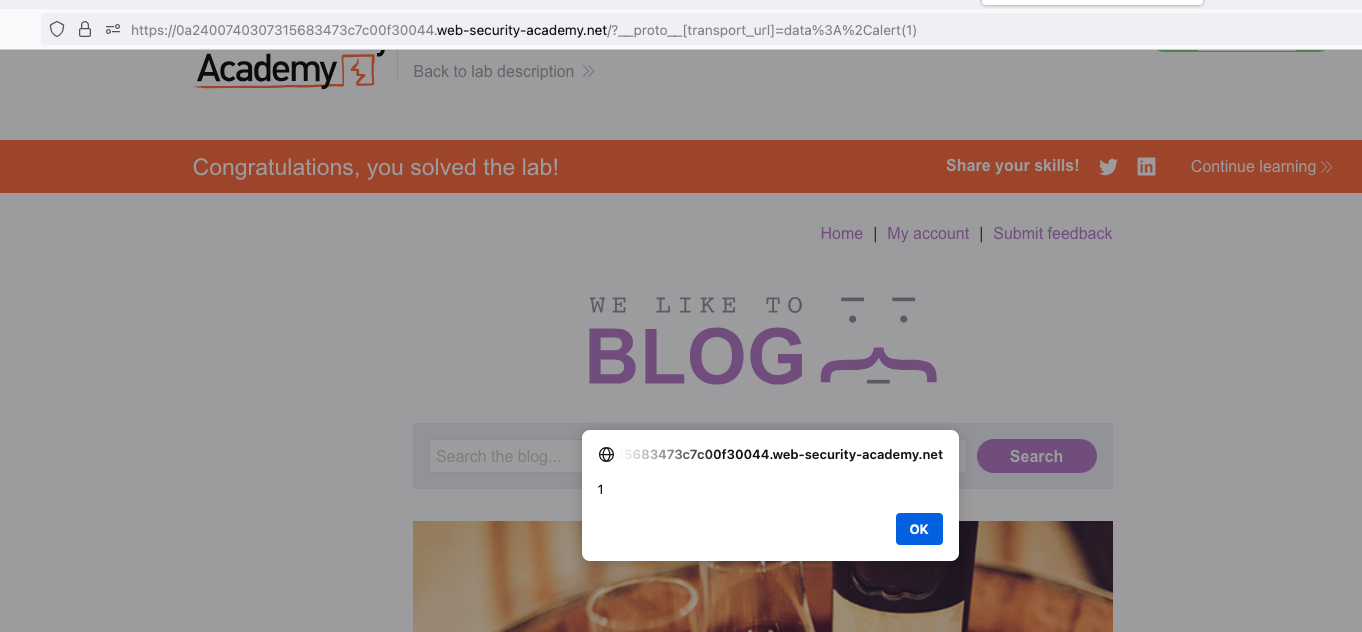 https://0a2400740307315683473c7c00f30044.web-security-academy.net/?__proto__[transport_url]=data%3A%2Calert(1)
Academy
Back to lab description
Congratulations, you solved the lab!
Share your skills!
Continue learning
Home | My account | Submit feedback
WE LIKE TO
BLOG
Search the blog...
Search
5683473c7c00f30044.web-security-academy.net
1
OK